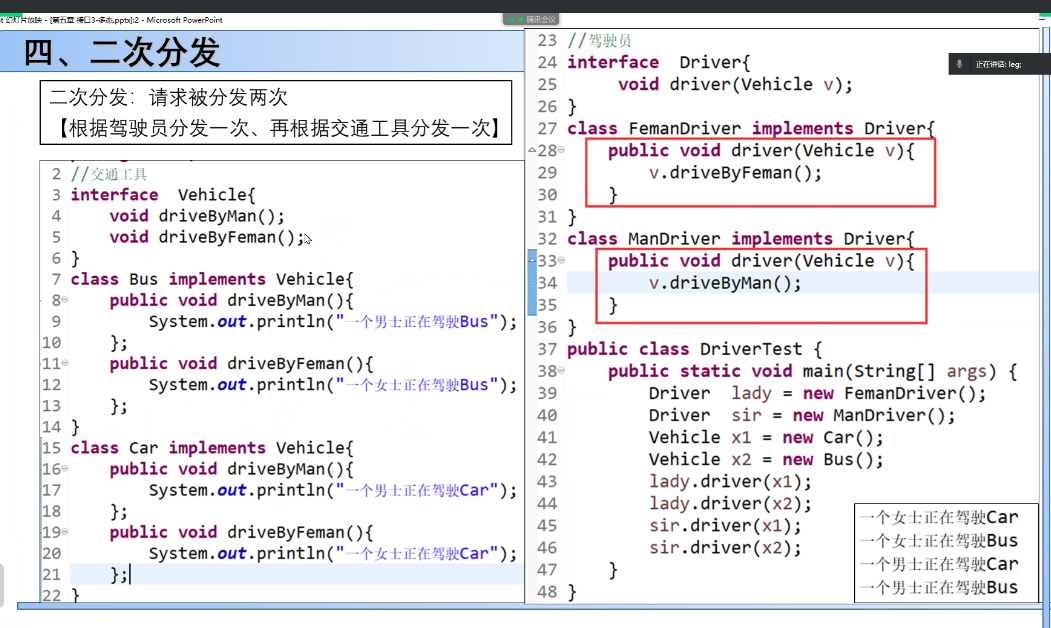 t 幻灯片放映 - [第五章 接口3-多态.pptx]:2 - Microsoft PowerPoint
腾讯会议
正在讲话: leg;
四、二次分发
二次分发：请求被分发两次
【根据驾驶员分发一次、再根据交通工具分发一次】
2 //交通工具
3 interface Vehicle{
4 void driveByMan();
5 void driveByFeman();
6 }
7 class Bus implements Vehicle{
8 public void driveByMan(){
9 System.out.println("一个男士正在驾驶Bus");
10 };
11 public void driveByFeman(){
12 System.out.println("一个女士正在驾驶Bus");
13 };
14 }
15 class Car implements Vehicle{
16 public void driveByMan(){
17 System.out.println("一个男士正在驾驶Car");
18 };
19 public void driveByFeman(){
20 System.out.println("一个女士正在驾驶Car");
21 };
22 }
23 //驾驶员
24 interface Driver{
25 void driver(Vehicle v);
26 }
27 class FemanDriver implements Driver{
28 public void driver(Vehicle v){
29 v.driveByFeman();
30 }
31 }
32 class ManDriver implements Driver{
33 public void driver(Vehicle v){
34 v.driveByMan();
35 }
36 }
37 public class DriverTest {
38 public static void main(String[] args) {
39 Driver lady = new FemanDriver();
40 Driver sir = new ManDriver();
41 Vehicle x1 = new Car();
42 Vehicle x2 = new Bus();
43 lady.driver(x1);
44 lady.driver(x2);
45 sir.driver(x1);
46 sir.driver(x2);
47 }
48 }
一个女士正在驾驶Car
一个女士正在驾驶Bus
一个男士正在驾驶Car
一个男士正在驾驶Bus